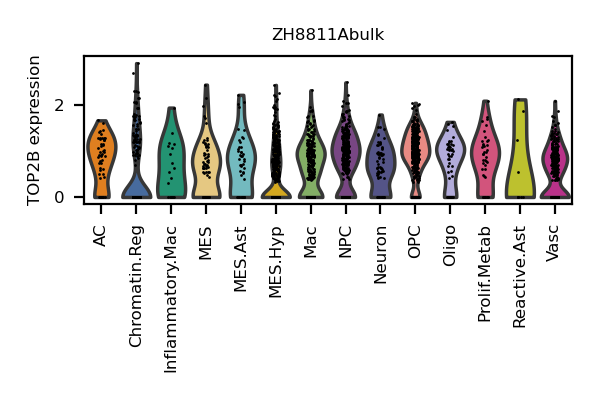 ZH8811Abulk
TOP2B expression
2
0
AC
Chromatin.Reg
Inflammatory.Mac
MES
MES.Ast
MES.Hyp
Mac
NPC
Neuron
OPC
Oligo
Prolif.Metab
Reactive.Ast
Vasc